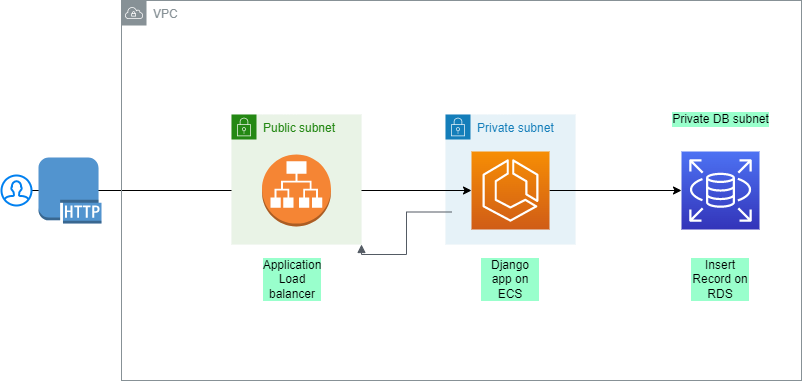 VPC
Public subnet
Private subnet
Private DB subnet
HTTP
Application
Load
balancer
Django
app on
ECS
Insert
Record on
RDS